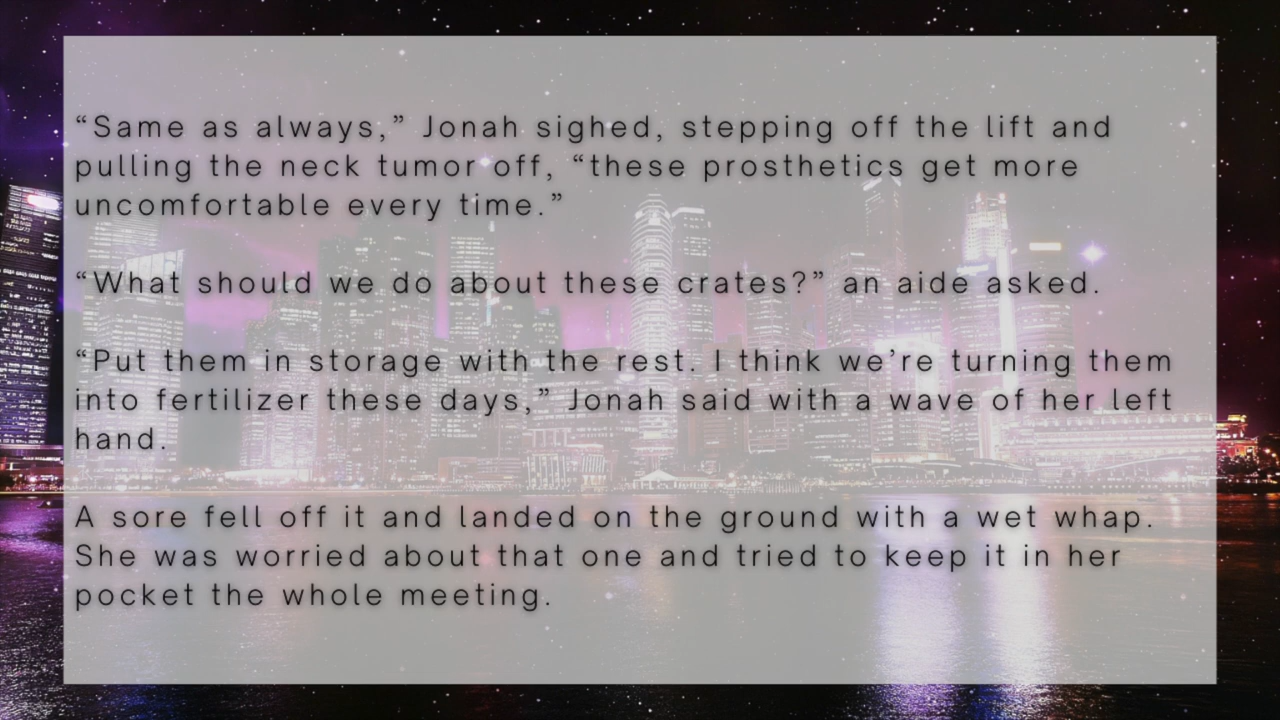 “Same as always,” Jonah sighed, stepping off the lift and
pulling the neck tumor off, “these prosthetics get more
uncomfortable every time.”
“What should we do about these crates?” an aide asked.
“Put them in storage with the rest. I think we’re turning them
into fertilizer these days,” Jonah said with a wave of her left
hand.
A sore fell off it and landed on the ground with a wet whap.
She was worried about that one and tried to keep it in her
pocket the whole meeting.